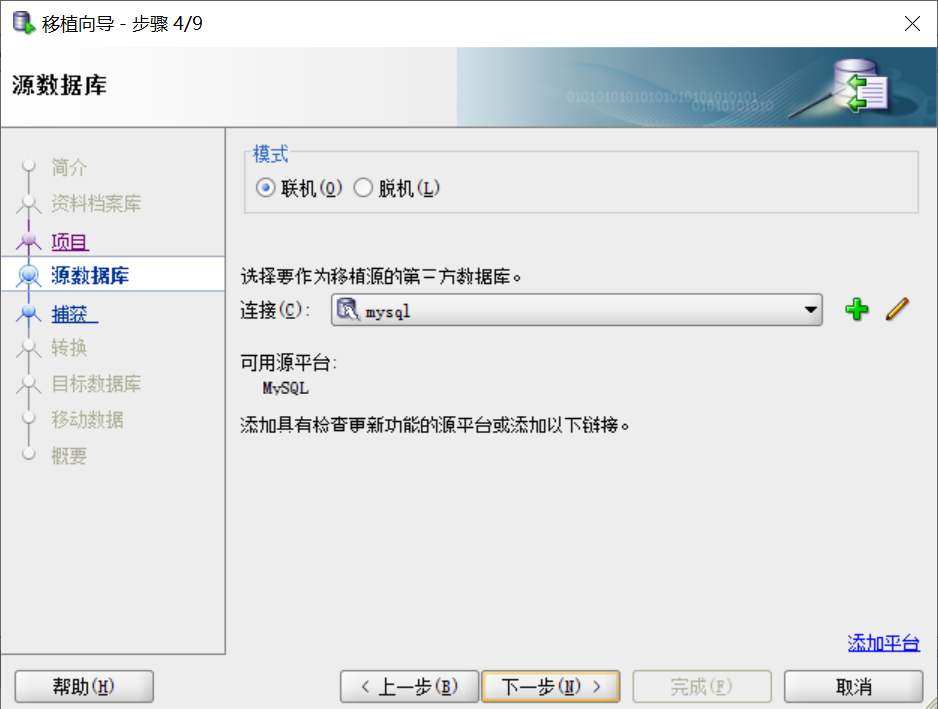 移植向导 - 步骤 4/9
源数据库
01010101010101010101010101
01010101010
简介
资料档案库
项目
源数据库
捕获
转换
目标数据库
移动数据
概要
模式
联机(O) 脱机(L)
选择要作为移植源的第三方数据库。
连接(C): mysql
可用源平台:
MySQL
添加具有检查更新功能的源平台或添加以下链接。
添加平台
帮助(H) < 上一步(B) 下一步(N) > 完成(F) 取消